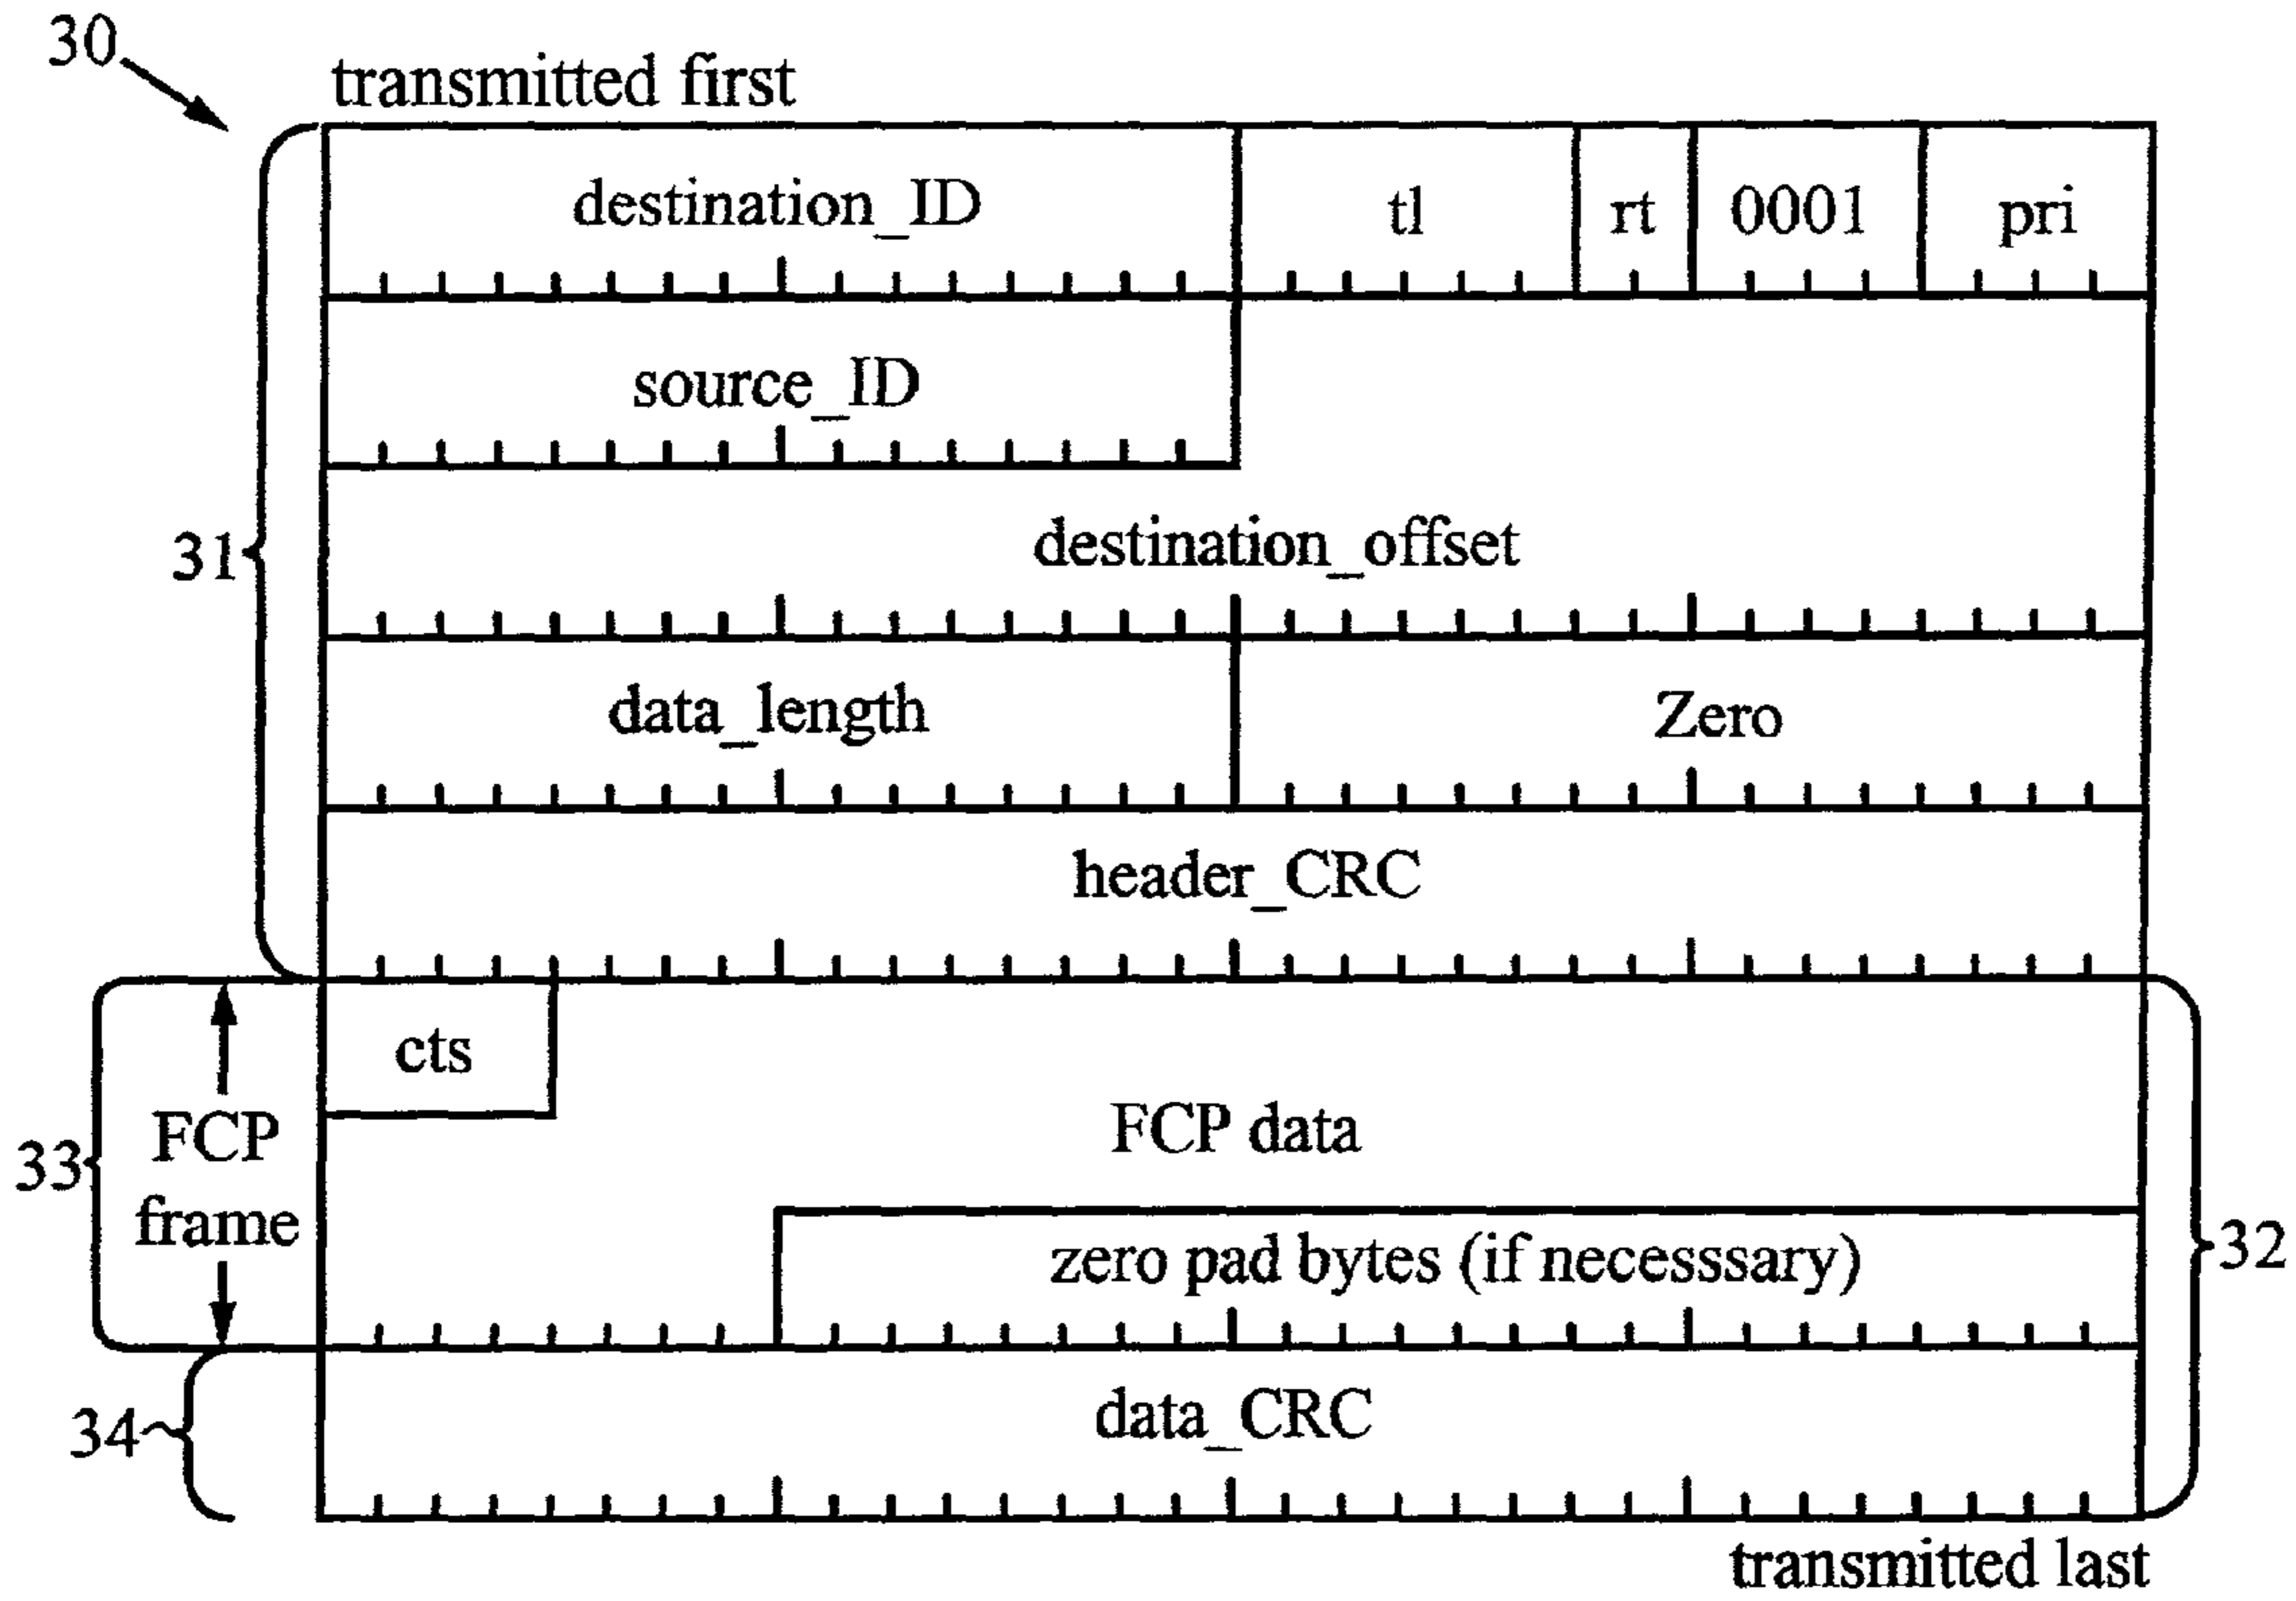 30
transmitted first
destination_ID tl rt 0001 pri
source_ID
destination_offset
31
data_length Zero
header_CRC
cts
FCP data
FCP
frame
33
zero pad bytes (if necesssary)
32
data_CRC
34
transmitted last